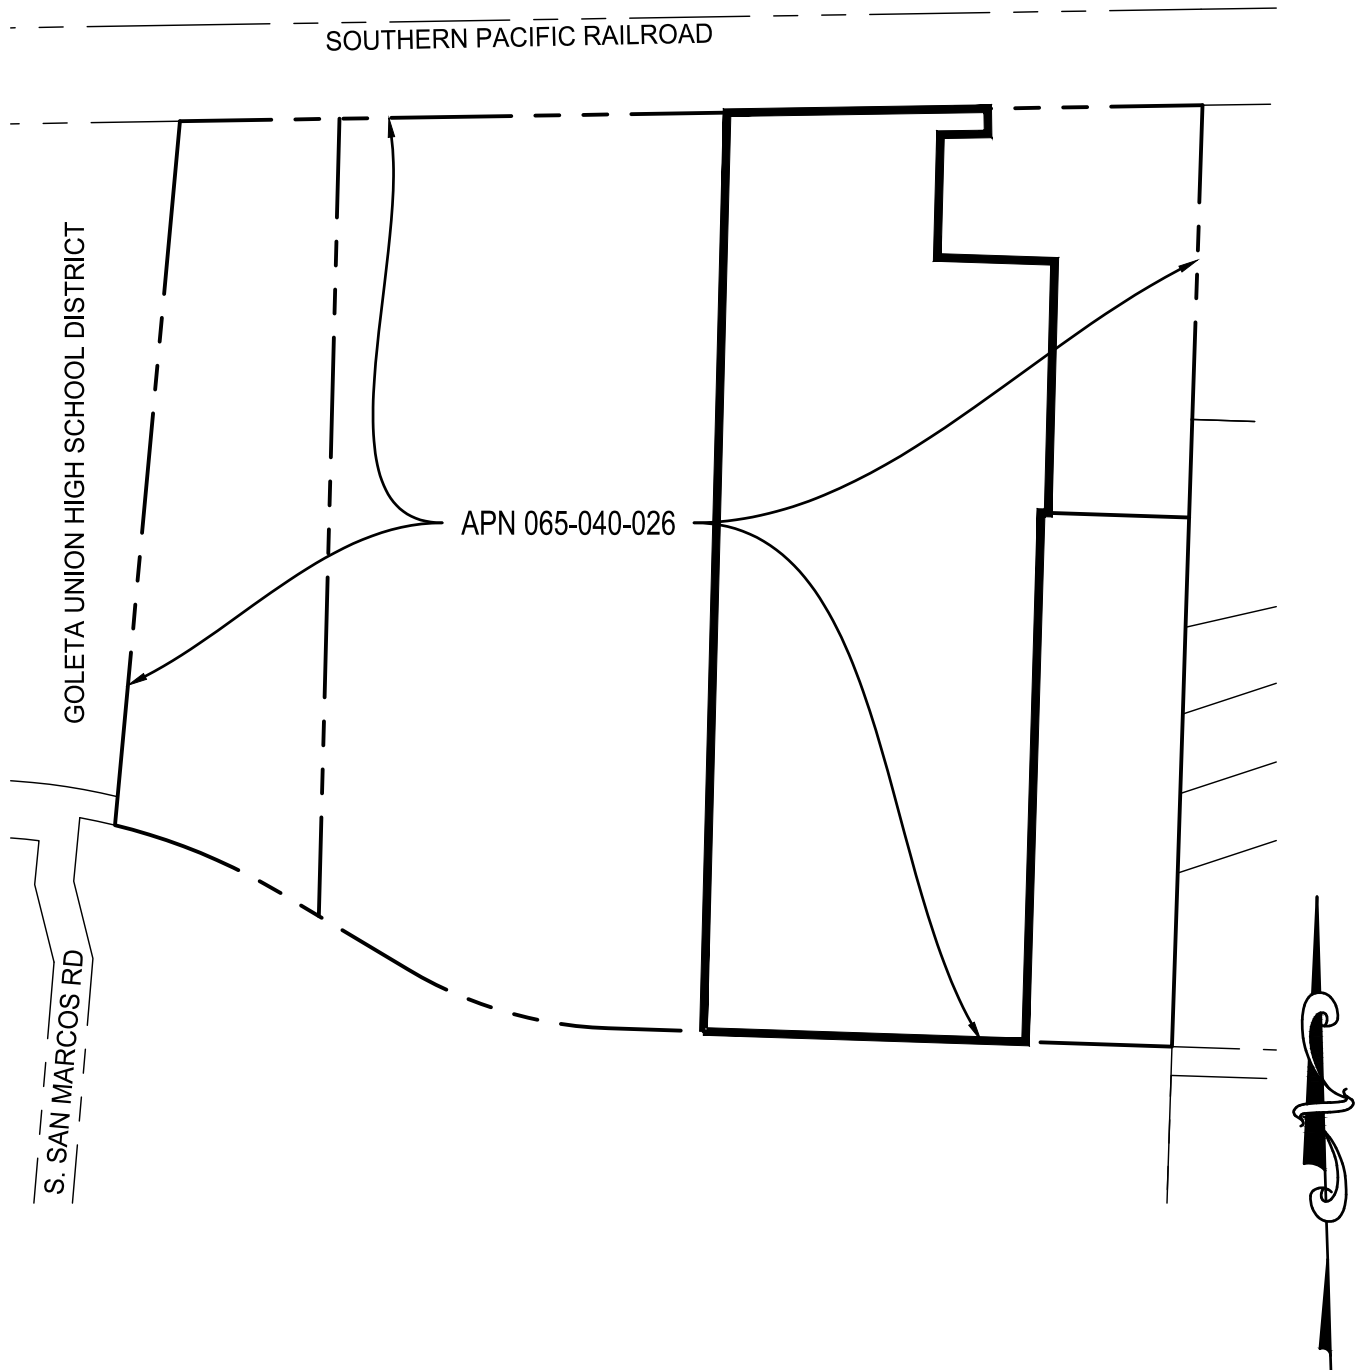 SOUTHERN PACIFIC RAILROAD
GOLETA UNION HIGH SCHOOL DISTRICT
APN 065-040-026
S. SAN MARCOS RD